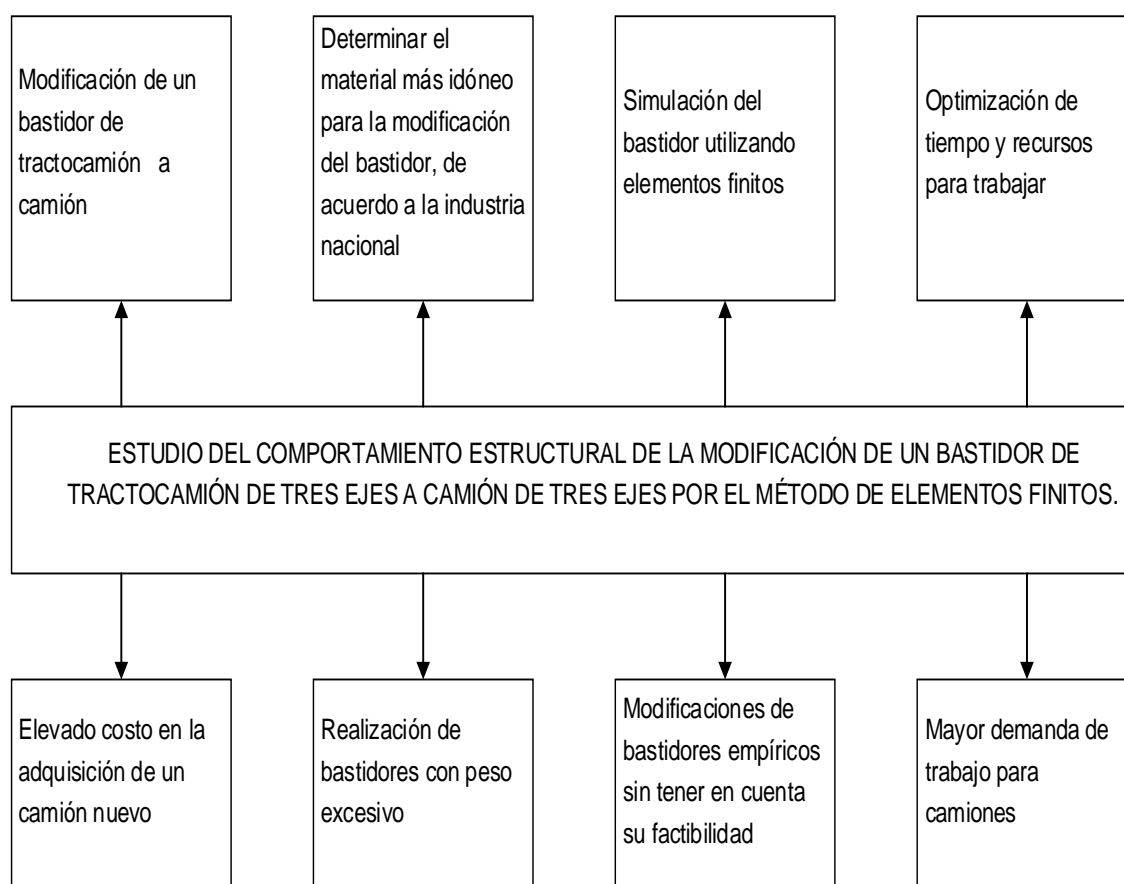 Modificación de un
bastidor de
tractocamión a
camión
Determinar el
material más idóneo
para la modificación
del bastidor, de
acuerdo a la industria
nacional
Simulación del
bastidor utilizando
elementos finitos
Optimización de
tiempo y recursos
para trabajar
ESTUDIO DEL COMPORTAMIENTO ESTRUCTURAL DE LA MODIFICACIÓN DE UN BASTIDOR DE
TRACTOCAMIÓN DE TRES EJES A CAMIÓN DE TRES EJES POR EL MÉTODO DE ELEMENTOS FINITOS.
Elevado costo en la
adquisición de un
camión nuevo
Realización de
bastidores con peso
excesivo
Modificaciones de
bastidores empíricos
sin tener en cuenta
su factibilidad
Mayor demanda de
trabajo para
camiones